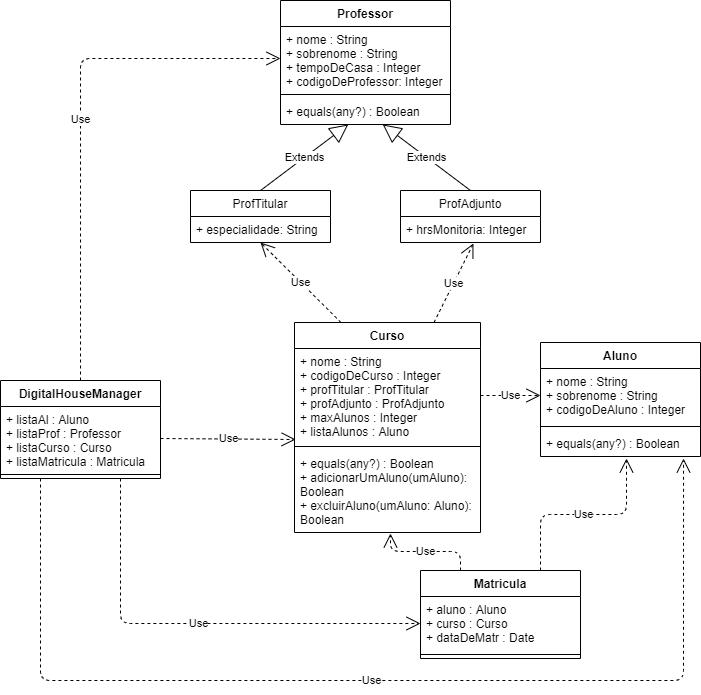 Professor
+ nome : String
+ sobrenome : String
+ tempoDeCasa : Integer
+ codigoDeProfessor: Integer
+ equals(any?) : Boolean
Use
Extends
Extends
ProfTitular
+ especialidade: String
ProfAdjunto
+ hrsMonitoria: Integer
Use
Use
Curso
+ nome : String
+ codigoDeCurso : Integer
+ profTitular : ProfTitular
+ profAdjunto : ProfAdjunto
+ maxAlunos : Integer
+ listaAlunos : Aluno
+ equals(any?) : Boolean
+ adicionarUmAluno(umAluno):
Boolean
+ excluirAluno(umAluno: Aluno):
Boolean
Use
Aluno
+ nome : String
+ sobrenome : String
+ codigoDeAluno : Integer
+ equals(any?) : Boolean
DigitalHouseManager
+ listaAl : Aluno
+ listaProf : Professor
+ listaCurso : Curso
+ listaMatricula : Matricula
Use
Use
Use
Matricula
+ aluno : Aluno
+ curso : Curso
+ dataDeMatr : Date
Use
Use